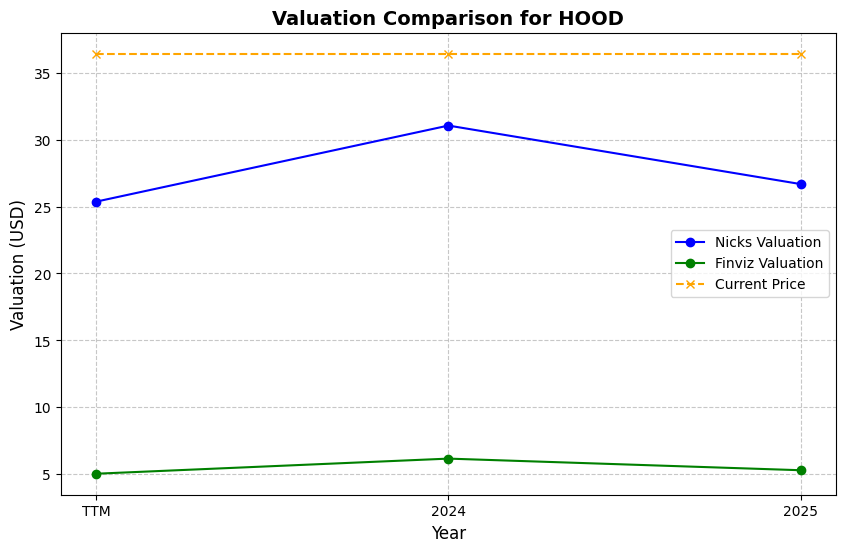 Valuation Comparison for HOOD
Valuation (USD)
35
30
25
20
15
10
5
Nicks Valuation
Finviz Valuation
Current Price
TTM
2024
2025
Year